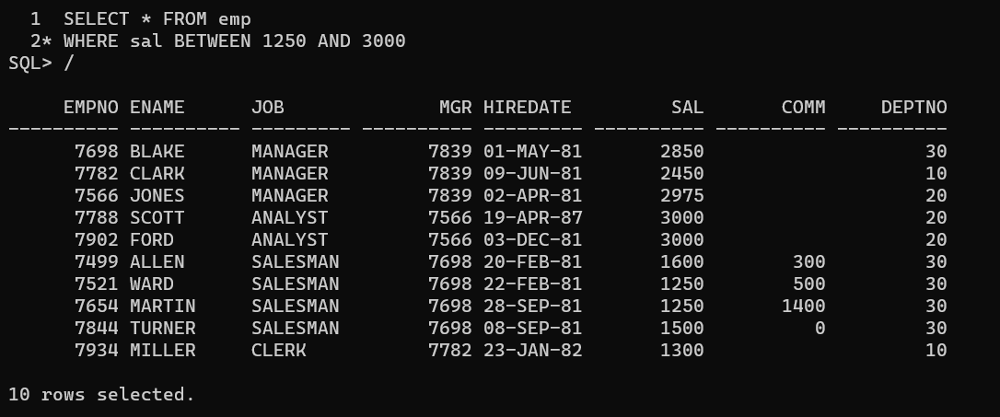 1  SELECT * FROM emp
  2* WHERE sal BETWEEN 1250 AND 3000
SQL> /

     EMPNO ENAME      JOB              MGR HIREDATE         SAL       COMM     DEPTNO
---------- ---------- --------- ---------- --------- ---------- ---------- ----------
      7698 BLAKE      MANAGER         7839 01-MAY-81       2850                    30
      7782 CLARK      MANAGER         7839 09-JUN-81       2450                    10
      7566 JONES      MANAGER         7839 02-APR-81       2975                    20
      7788 SCOTT      ANALYST         7566 19-APR-87       3000                    20
      7902 FORD       ANALYST         7566 03-DEC-81       3000                    20
      7499 ALLEN      SALESMAN        7698 20-FEB-81       1600        300         30
      7521 WARD       SALESMAN        7698 22-FEB-81       1250        500         30
      7654 MARTIN     SALESMAN        7698 28-SEP-81       1250       1400         30
      7844 TURNER     SALESMAN        7698 08-SEP-81       1500          0         30
      7934 MILLER     CLERK           7782 23-JAN-82       1300                    10

10 rows selected.